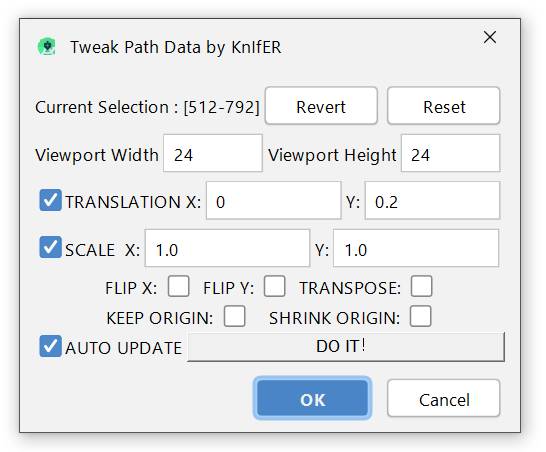 Tweak Path Data by KnIfER
Current Selection : [512-792] Revert Reset
Viewport Width 24 Viewport Height 24
TRANSLATION X: 0 Y: 0.2
SCALE X: 1.0 Y: 1.0
FLIP X: FLIP Y: TRANSPOSE:
KEEP ORIGIN: SHRINK ORIGIN:
AUTO UPDATE DO IT!
OK Cancel